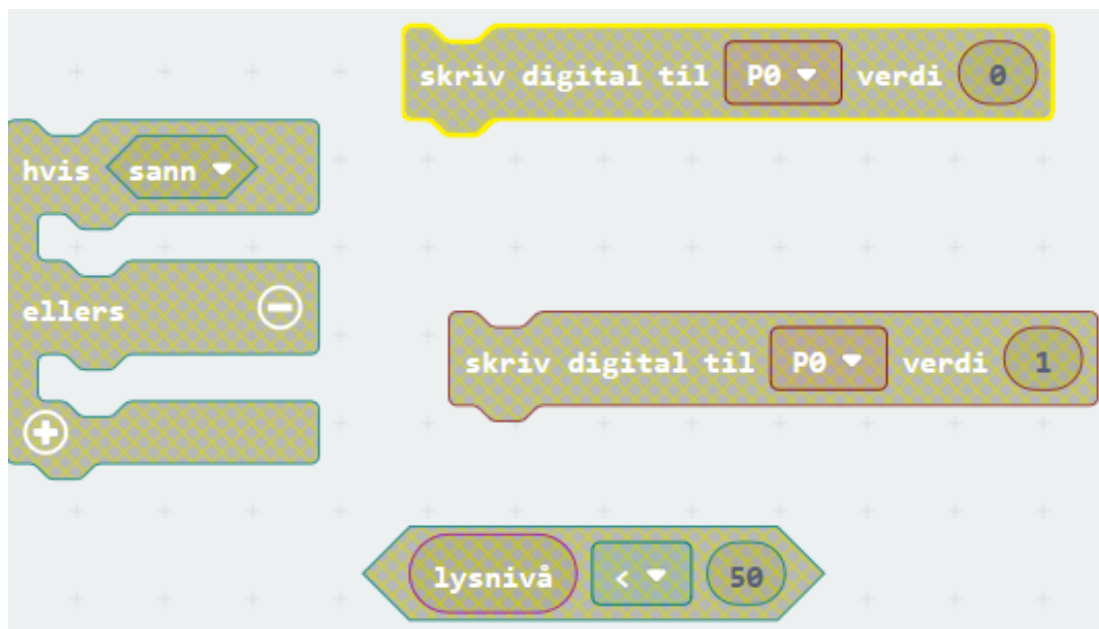 skriv digital til P0 verdi 0
hvis sann
ellers
skriv digital til P0 verdi 1
lysnivå < 50